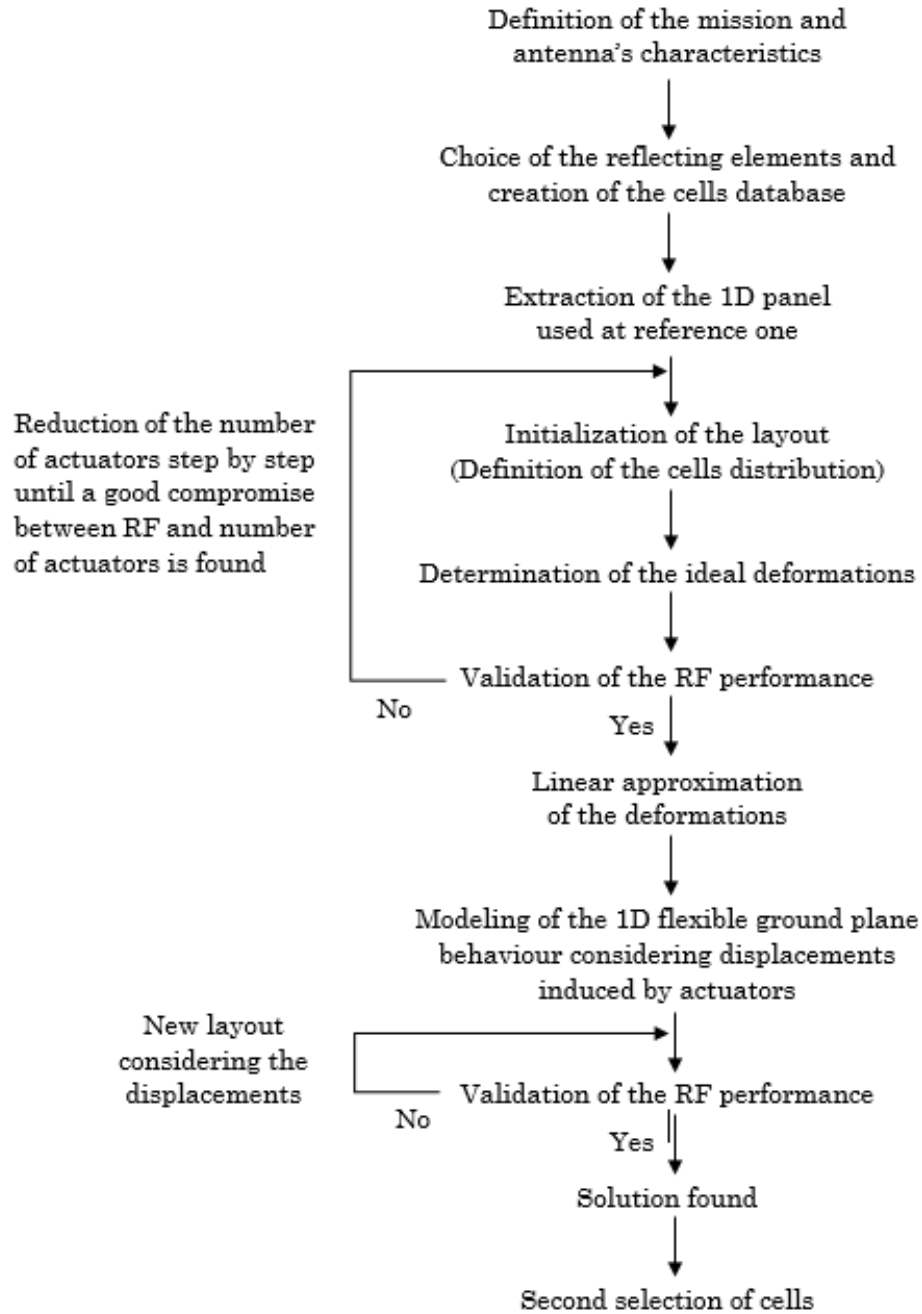 Definition of the mission and
antenna's characteristics
Choice of the reflecting elements and
creation of the cells database
Extraction of the 1D panel
used at reference one
Reduction of the number
of actuators step by step
until a good compromise
between RF and number
of actuators is found
Initialization of the layout
(Definition of the cells distribution)
Determination of the ideal deformations
Validation of the RF performance
No
Yes
Linear approximation
of the deformations
Modeling of the 1D flexible ground plane
behaviour considering displacements
induced by actuators
New layout
considering the
displacements
Validation of the RF performance
No
Yes
Solution found
Second selection of cells